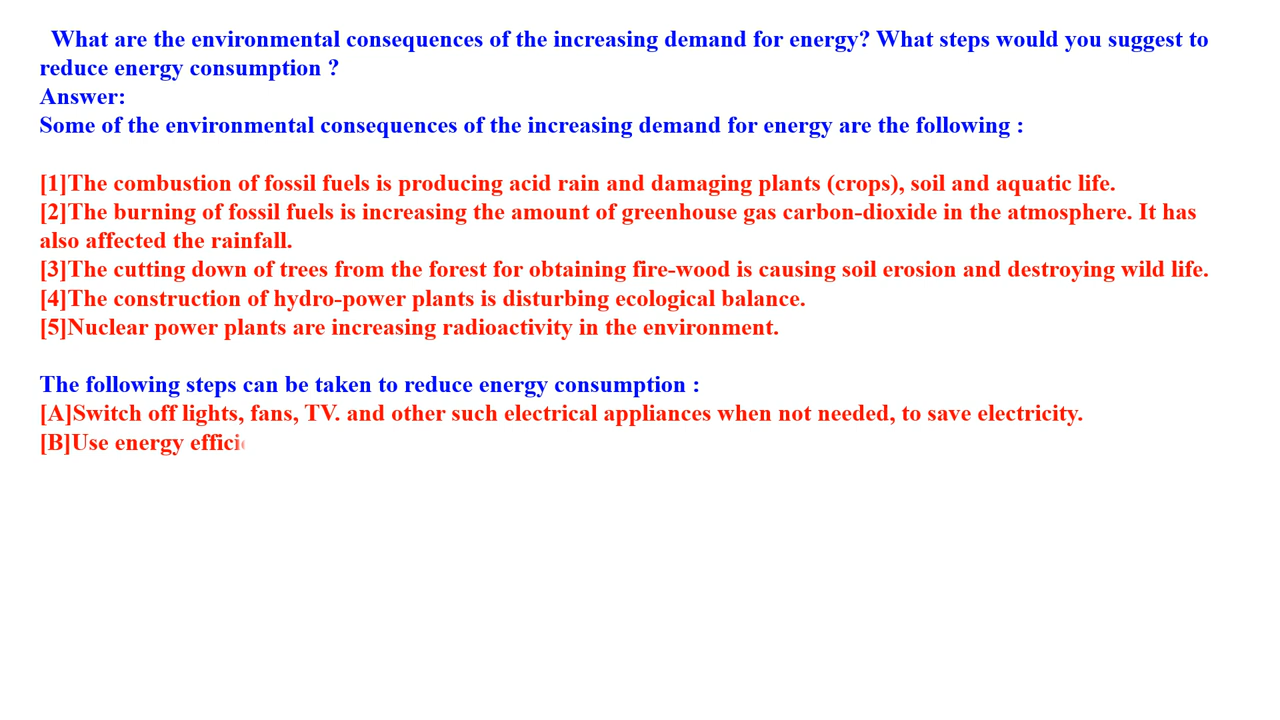 What are the environmental consequences of the increasing demand for energy? What steps would you suggest to
reduce energy consumption ?
Answer:
Some of the environmental consequences of the increasing demand for energy are the following :
[1]The combustion of fossil fuels is producing acid rain and damaging plants (crops), soil and aquatic life.
[2]The burning of fossil fuels is increasing the amount of greenhouse gas carbon-dioxide in the atmosphere. It has
also affected the rainfall.
[3]The cutting down of trees from the forest for obtaining fire-wood is causing soil erosion and destroying wild life.
[4]The construction of hydro-power plants is disturbing ecological balance.
[5]Nuclear power plants are increasing radioactivity in the environment.
The following steps can be taken to reduce energy consumption :
[A]Switch off lights, fans, TV. and other such electrical appliances when not needed, to save electricity.
[B]Use energy